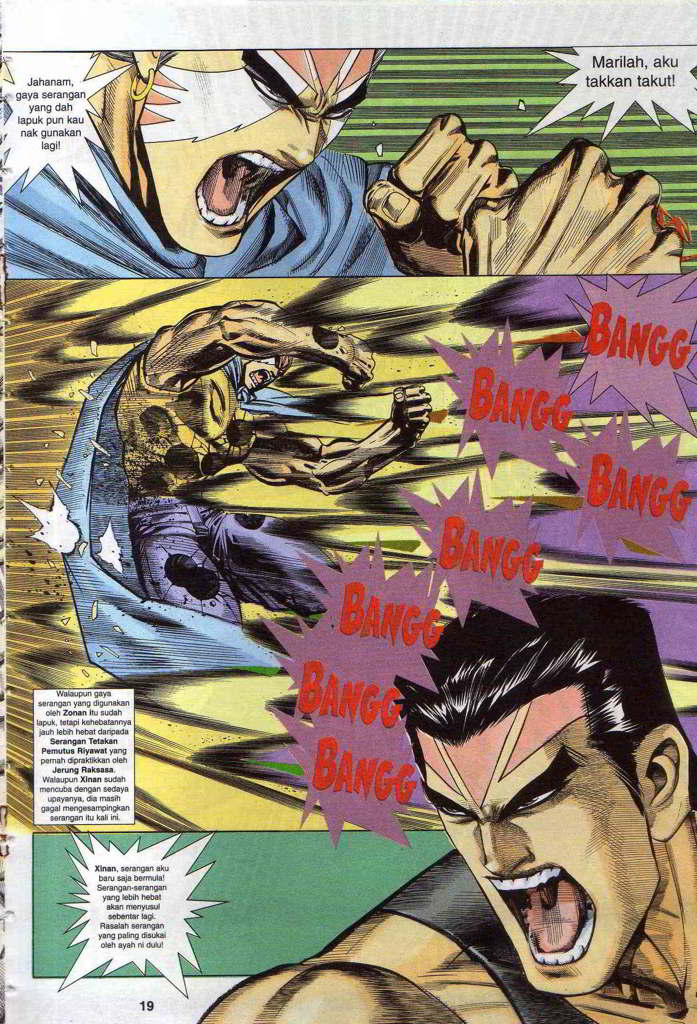 Jahanam,
gaya serangan
yang dah
lapuk pun kau
nak gunakan
lagi!
Marilah, aku
takkan takut!
BANGG
BANGG
BANGG
BANGG
BANGG
BANGG
BANGG
Walaupun gaya
serangan yang digunakan
oleh Zonan itu sudah
lapuk, tetapi kehebatannya
jauh lebih hebat daripada
Serangan Tetakan
Pemutus Riyawat yang
pernah dipraktikkan oleh
Jerung Raksasa.
Walaupun Xinan sudah
mencuba dengan sedaya
upayanya, dia masih
gagal mengesampingkan
serangan itu kali ini.
Xinan, serangan aku
baru saja bermula!
Serangan-serangan
yang lebih hebat
akan menyusul
sebentar lagi.
Rasalah serangan
yang paling disukai
oleh ayah ni dulu!
19